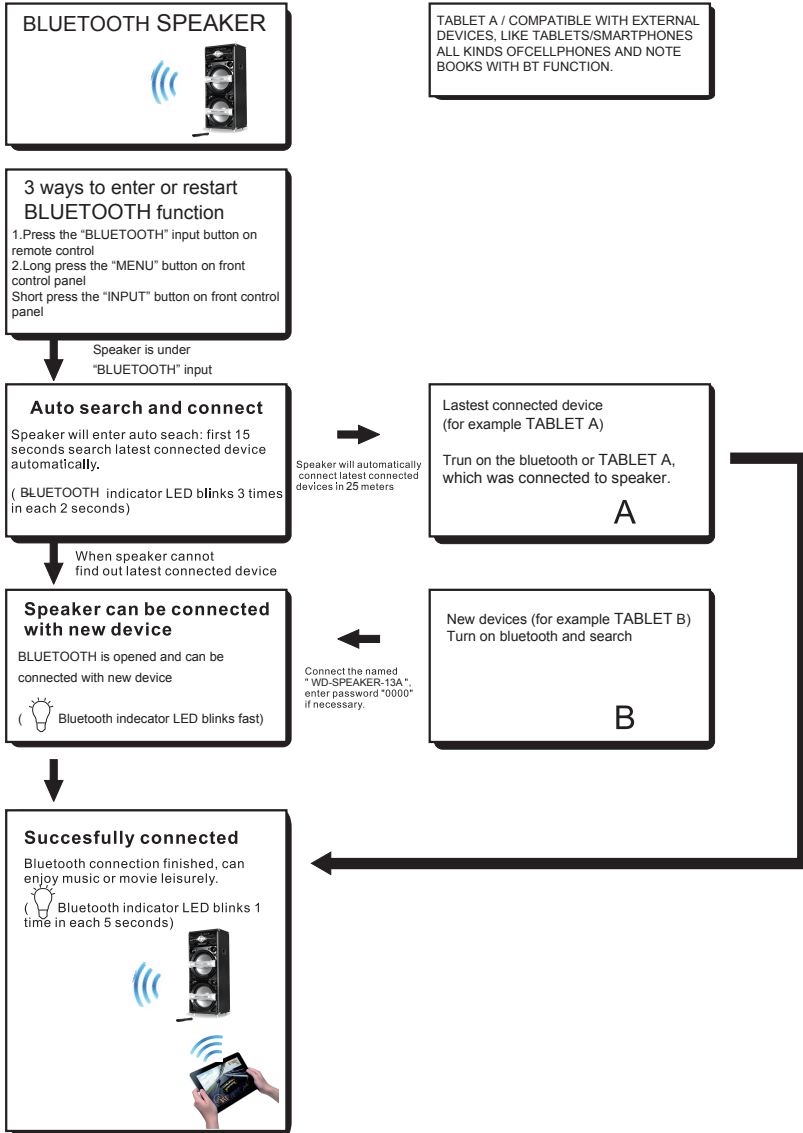 BLUETOOTH SPEAKER
TABLET A / COMPATIBLE WITH EXTERNAL
DEVICES, LIKE TABLETS/SMARTPHONES
ALL KINDS OFCELLPHONES AND NOTE
BOOKS WITH BT FUNCTION.
3 ways to enter or restart
BLUETOOTH function
1.Press the “BLUETOOTH” input button on
remote control
2.Long press the “MENU” button on front
control panel
Short press the “INPUT” button on front control
panel
Speaker is under
“BLUETOOTH” input
Auto search and connect
Speaker will enter auto seach: first 15
seconds search latest connected device
automatically.
( BLUETOOTH indicator LED blinks 3 times
in each 2 seconds)
Speaker will automatically
connect latest connected
devices in 25 meters
Lastest connected device
(for example TABLET A)
Trun on the bluetooth or TABLET A,
which was connected to speaker.
A
When speaker cannot
find out latest connected device
Speaker can be connected
with new device
BLUETOOTH is opened and can be
connected with new device
( Bluetooth indecator LED blinks fast)
Connect the named
" WD-SPEAKER-13A ",
enter password "0000"
if necessary.
New devices (for example TABLET B)
Turn on bluetooth and search
B
Succesfully connected
Bluetooth connection finished, can
enjoy music or movie leisurely.
( Bluetooth indicator LED blinks 1
time in each 5 seconds)